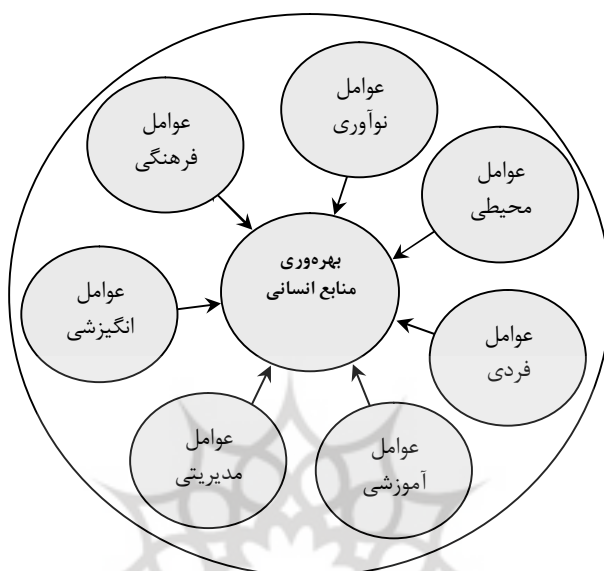 عوامل
نوآوری
عوامل
فرهنگی
عوامل
محیطی
بهره‌وری
منابع انسانی
عوامل
انگیزشی
عوامل
فردی
عوامل
مدیریتی
عوامل
آموزشی